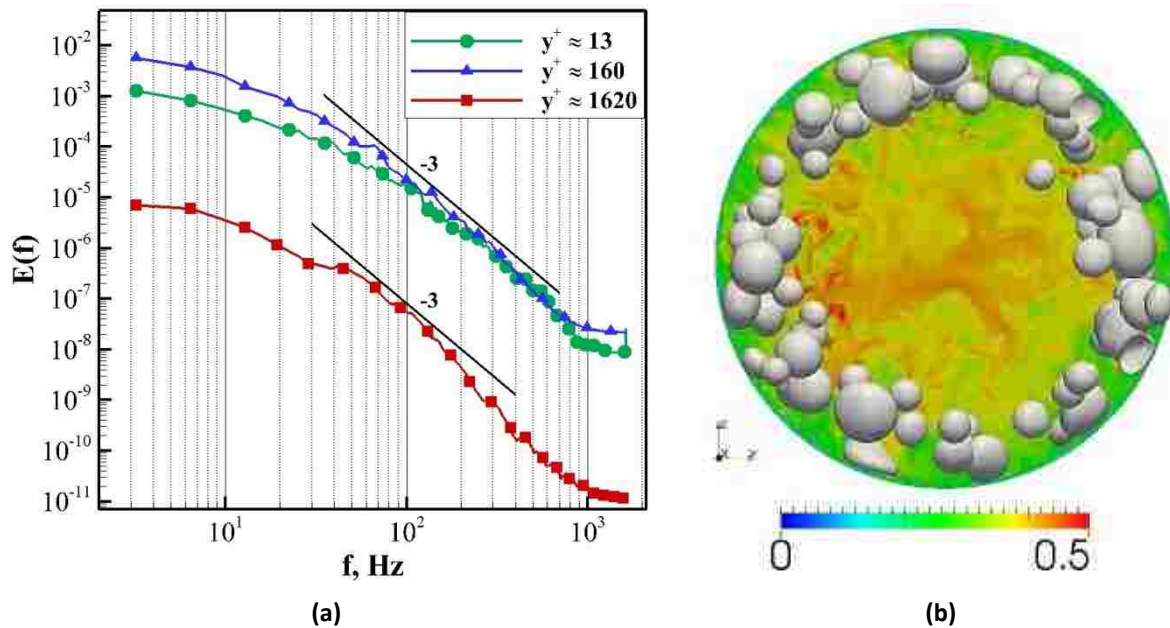 E(f)
10⁻²
10⁻³
10⁻⁴
10⁻⁵
10⁻⁶
10⁻⁷
10⁻⁸
10⁻⁹
10⁻¹⁰
10⁻¹¹
y⁺ ≈ 13
y⁺ ≈ 160
y⁺ ≈ 1620
-3
-3
10¹ 10² 10³
f, Hz
(a)
0 0.5
(b)